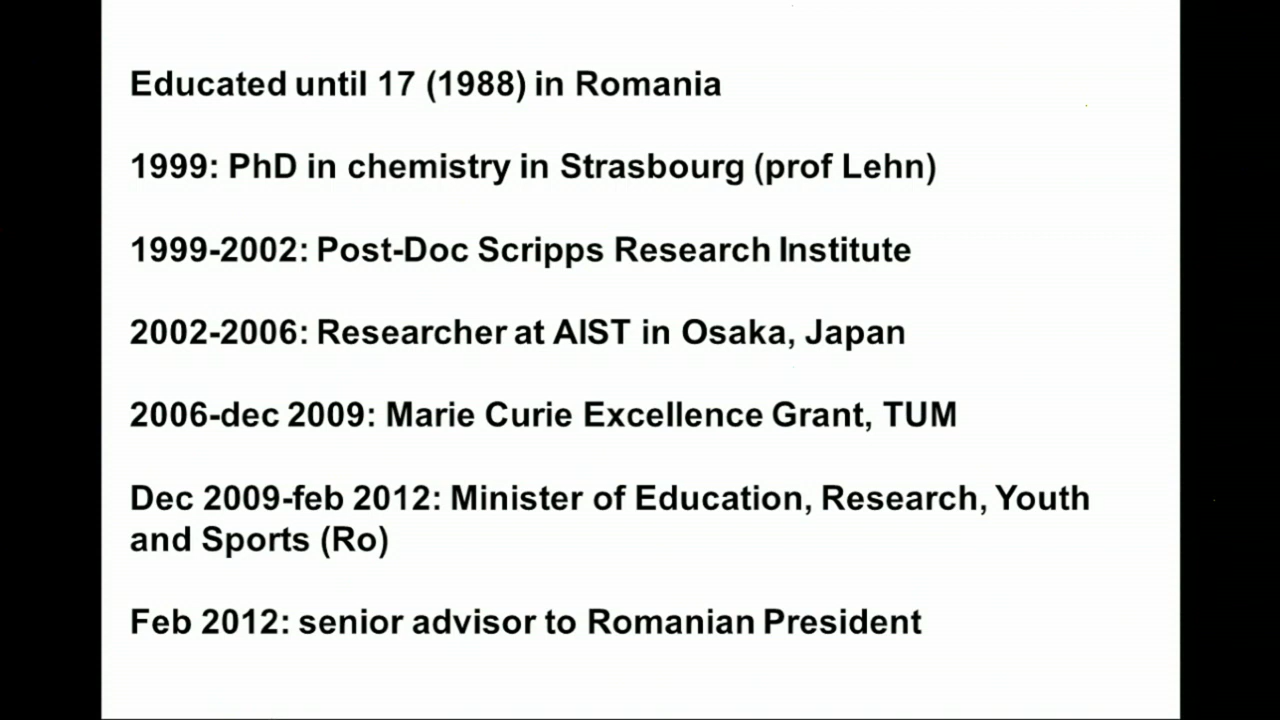 Educated until 17 (1988) in Romania
1999: PhD in chemistry in Strasbourg (prof Lehn)
1999-2002: Post-Doc Scripps Research Institute
2002-2006: Researcher at AIST in Osaka, Japan
2006-dec 2009: Marie Curie Excellence Grant, TUM
Dec 2009-feb 2012: Minister of Education, Research, Youth
and Sports (Ro)
Feb 2012: senior advisor to Romanian President